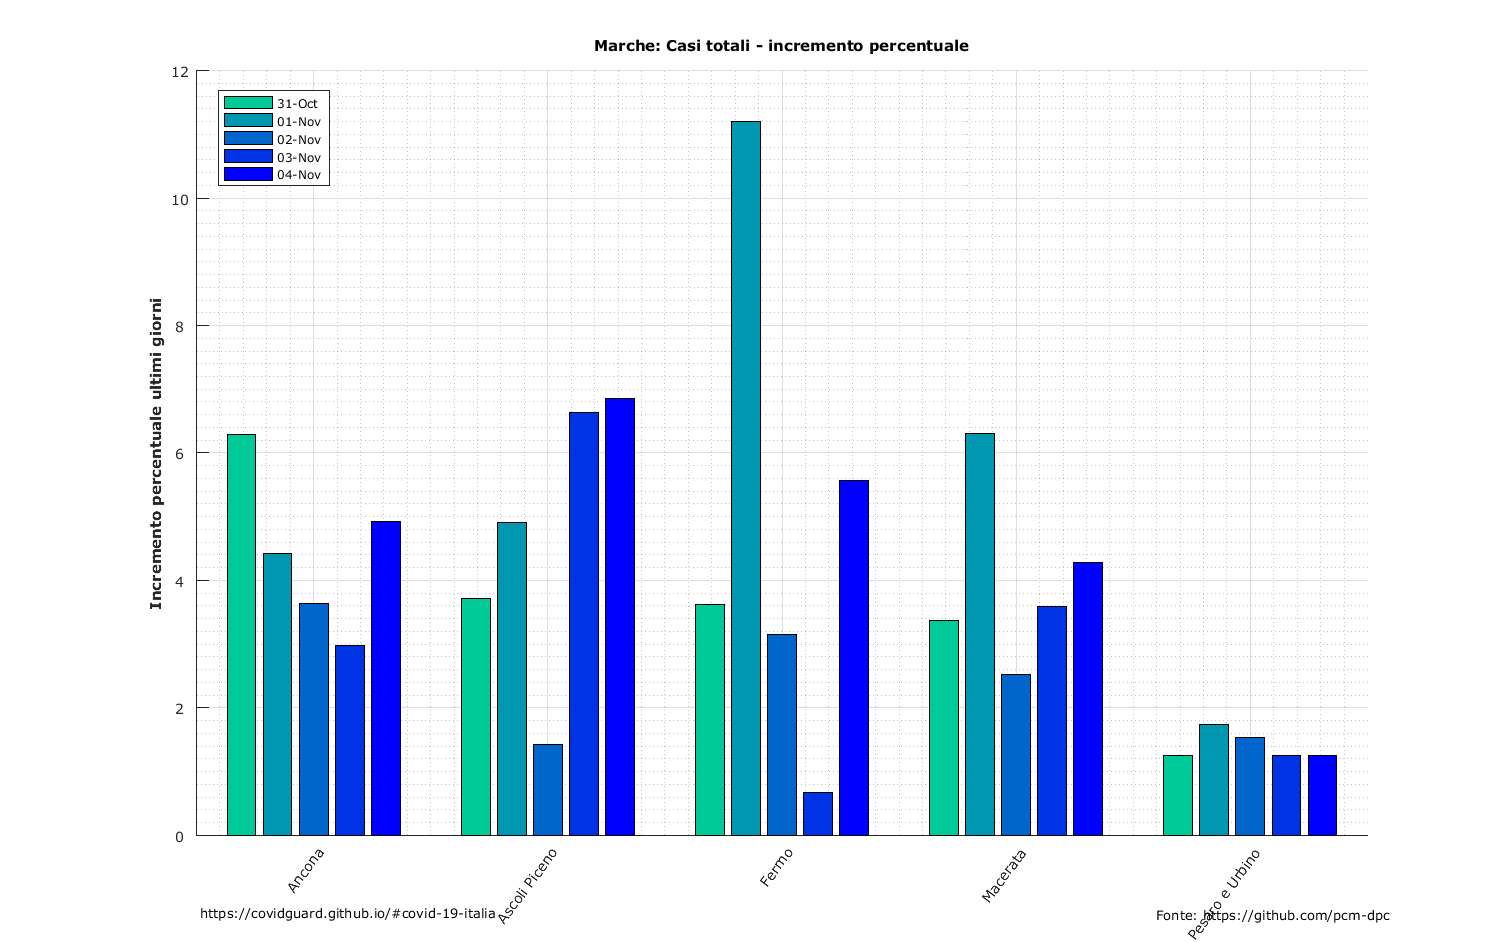 Marche: Casi totali - incremento percentuale
Incremento percentuale ultimi giorni
12
10
8
6
4
2
0
31-Oct
01-Nov
02-Nov
03-Nov
04-Nov
Ancona
Ascoli Piceno
Fermo
Macerata
Pesaro e Urbino
https://covidguard.github.io/#covid-19-italia
Fonte: https://github.com/pcm-dpc